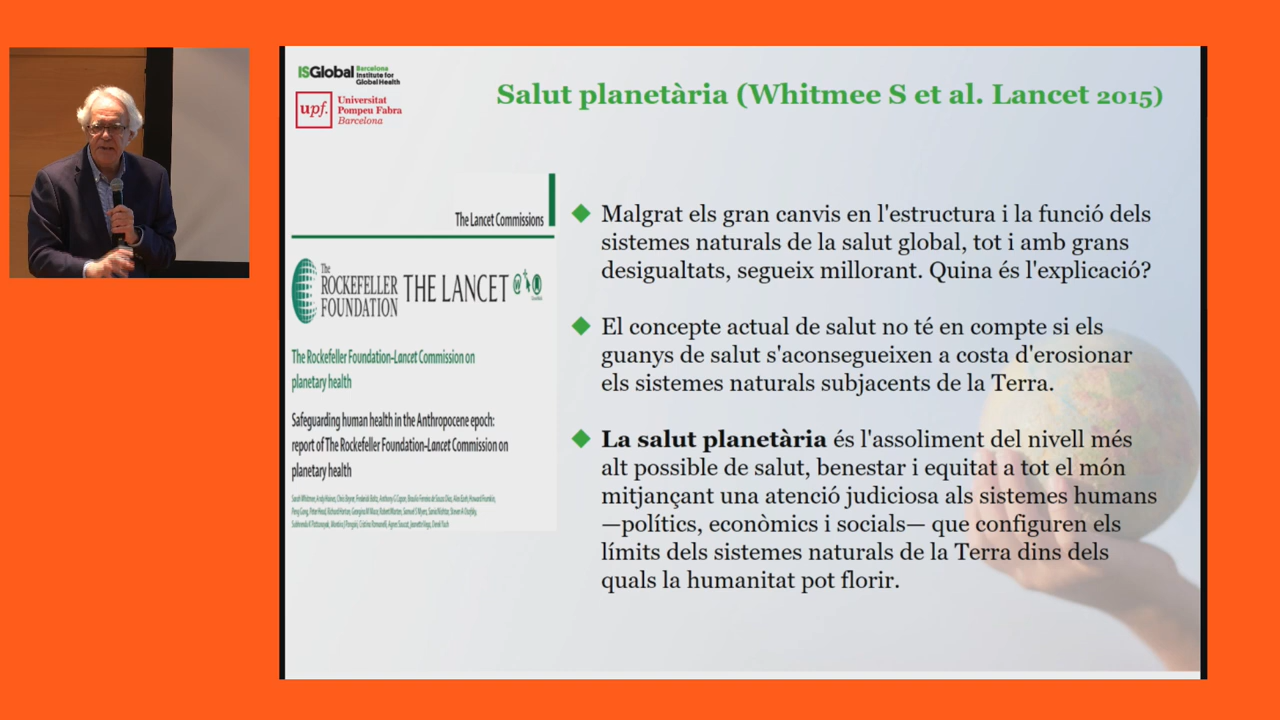 ISGlobal Barcelona
Institute for
Global Health
upf. Universitat
Pompeu Fabra
Barcelona
Salut planetària (Whitmee S et al. Lancet 2015)
The Lancet Commissions
The
ROCKEFELLER
FOUNDATION
THE LANCET
The Rockefeller Foundation–Lancet Commission on
planetary health
Safeguarding human health in the Anthropocene epoch:
report of The Rockefeller Foundation–Lancet Commission on
planetary health
Malgrat els gran canvis en l'estructura i la funció dels
sistemes naturals de la salut global, tot i amb grans
desigualtats, segueix millorant. Quina és l'explicació?
El concepte actual de salut no té en compte si els
guanys de salut s'aconsegueixen a costa d'erosionar
els sistemes naturals subjacents de la Terra.
La salut planetària és l'assoliment del nivell més
alt possible de salut, benestar i equitat a tot el món
mitjançant una atenció judiciosa als sistemes humans
—polítics, econòmics i socials— que configuren els
límits dels sistemes naturals de la Terra dins dels
quals la humanitat pot florir.